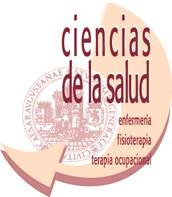 ciencias
de la salud
enfermería
fisioterapia
terapia ocupacional